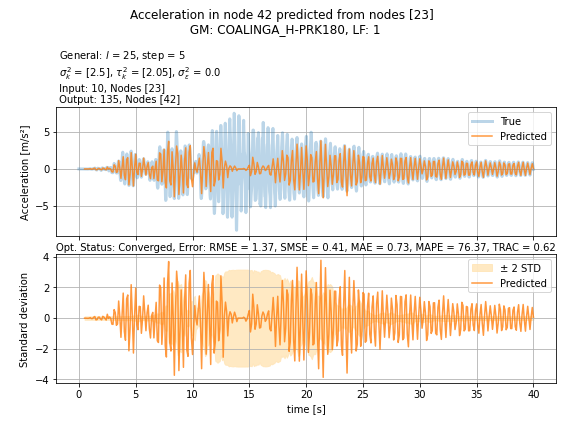 Acceleration in node 42 predicted from nodes [23]
GM: COALINGA_H-PRK180, LF: 1
General: l = 25, step = 5
σ²ₖ = [2.5], τ²ₖ = [2.05], σ²ε = 0.0
Input: 10, Nodes [23]
Output: 135, Nodes [42]
Acceleration [m/s²]
5
0
−5
True
Predicted
Opt. Status: Converged, Error: RMSE = 1.37, SMSE = 0.41, MAE = 0.73, MAPE = 76.37, TRAC = 0.62
Standard deviation
4
2
0
−2
−4
± 2 STD
Predicted
0 5 10 15 20 25 30 35 40
time [s]